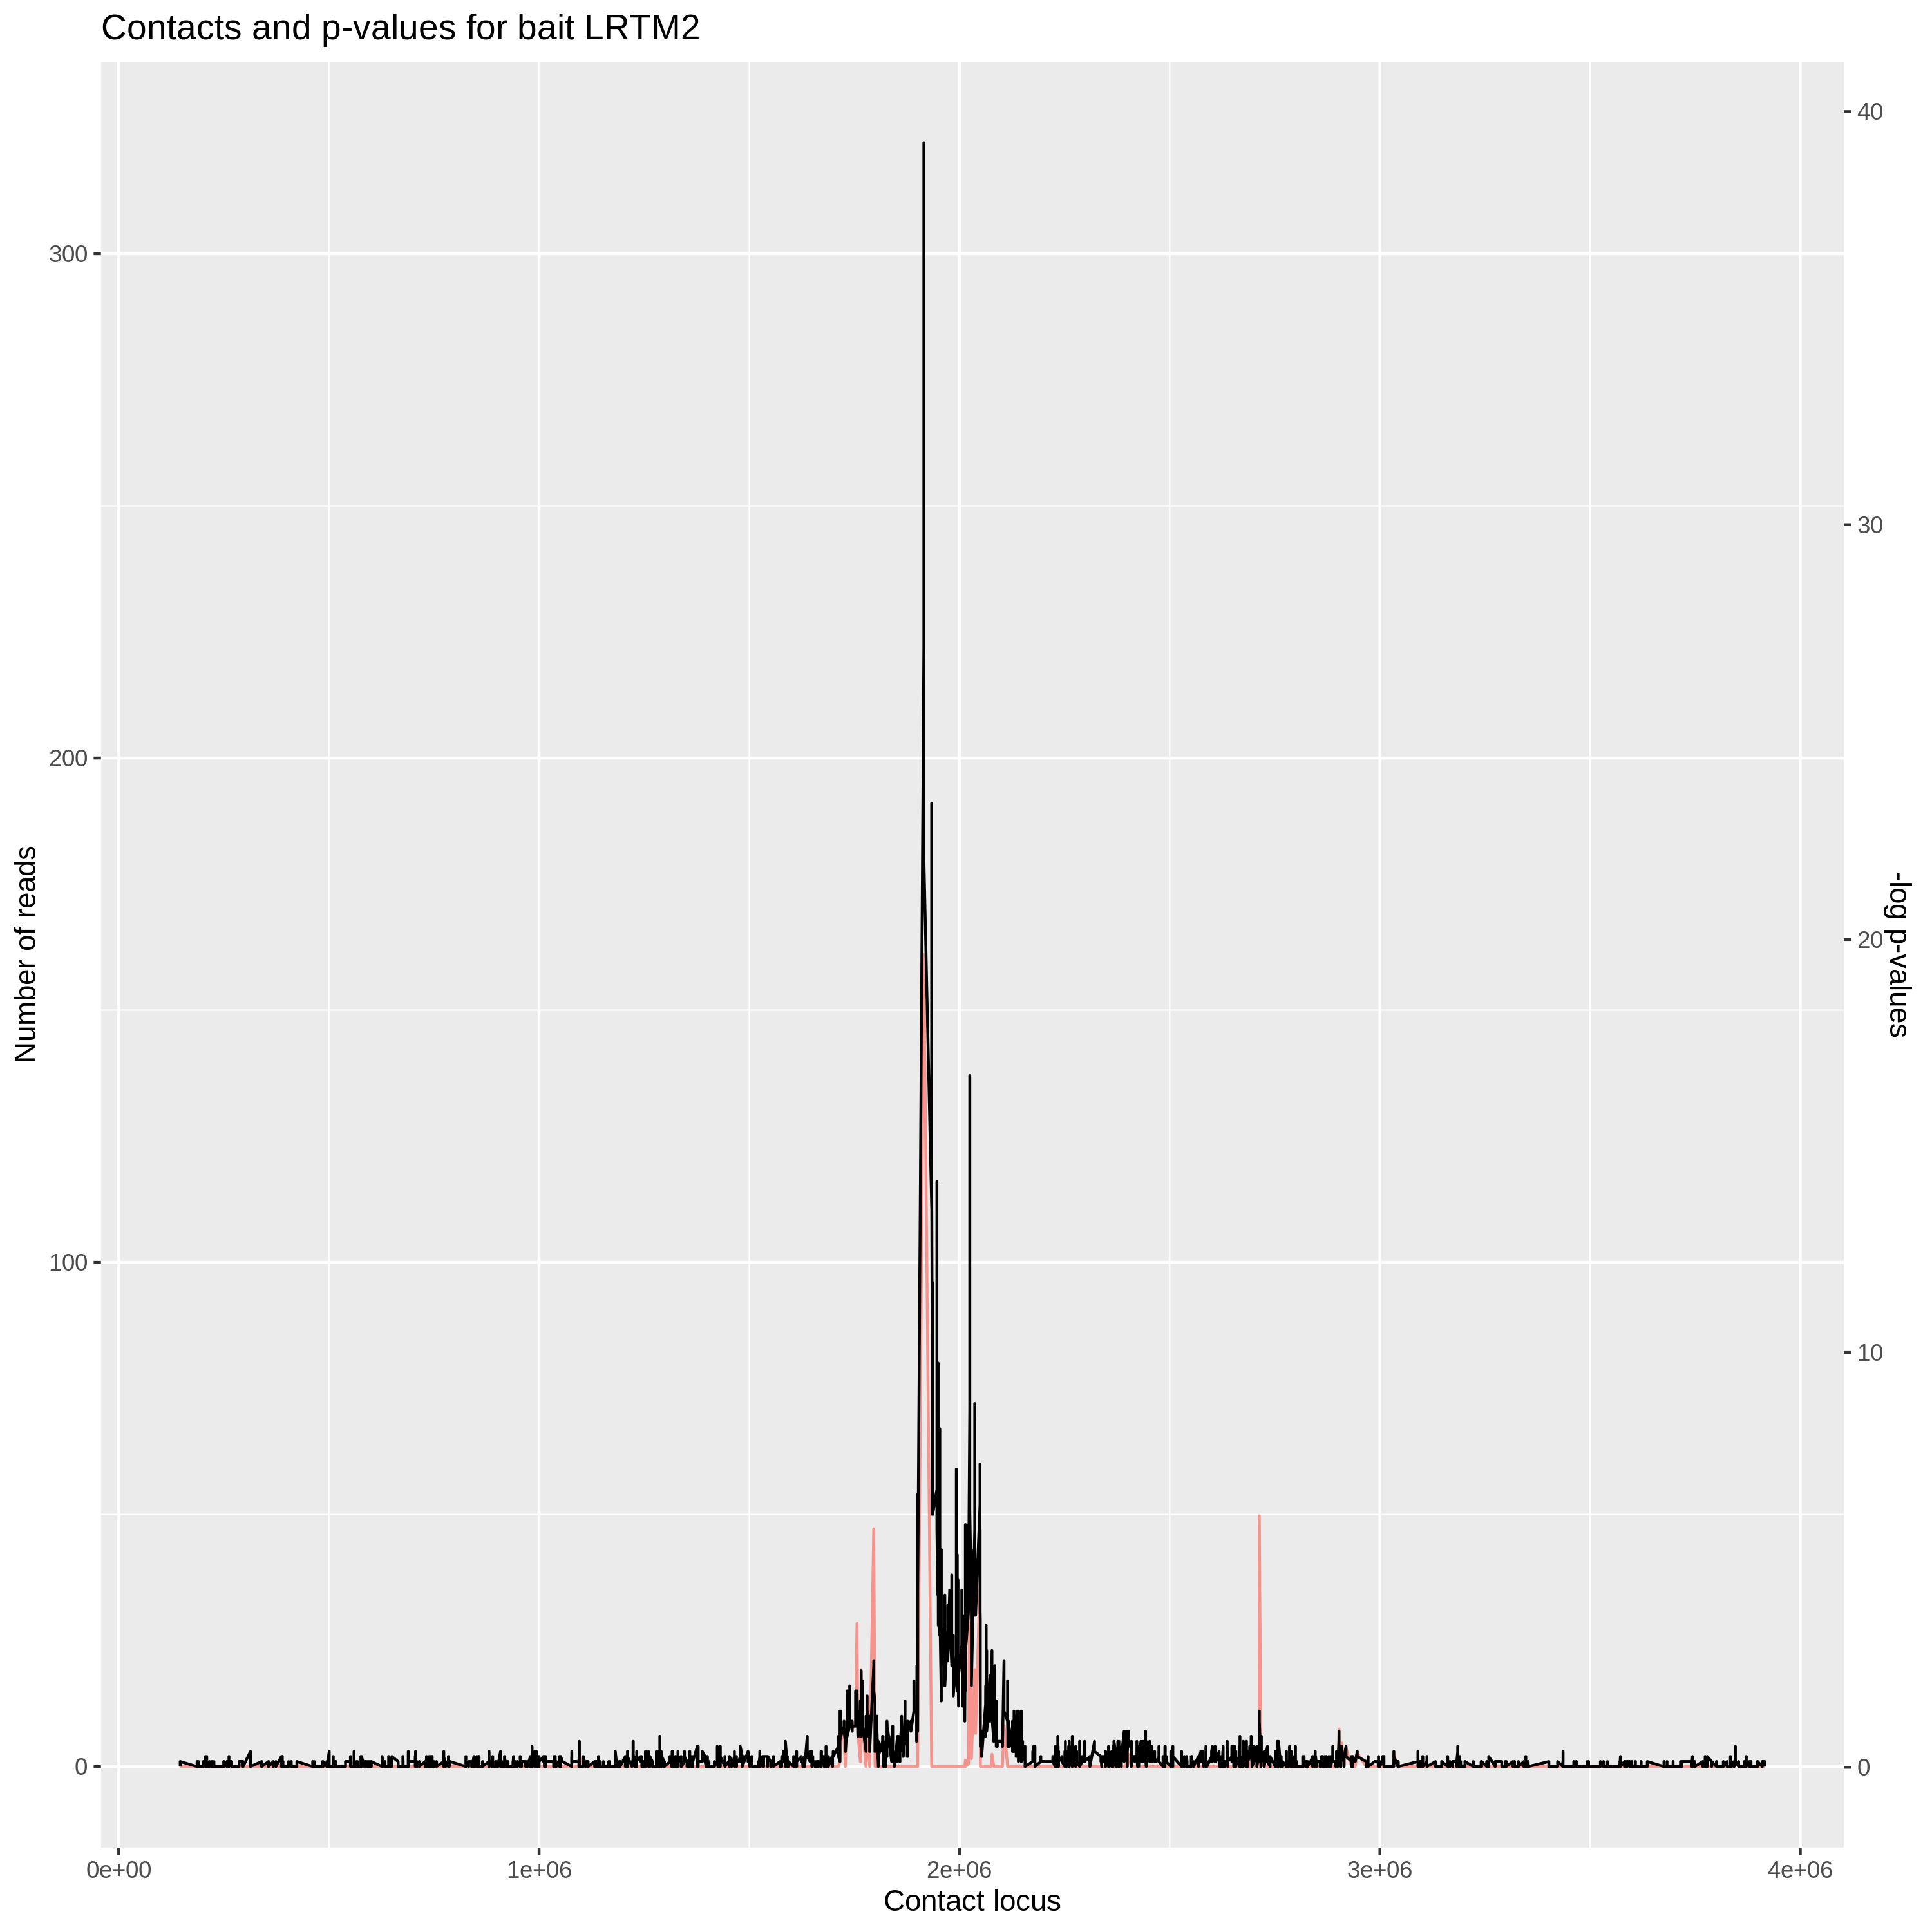 Contacts and p-values for bait LRTM2
40
300
30
200
20
Number of reads
-log p-values
100
10
0
0
0e+00
1e+06
2e+06
3e+06
4e+06
Contact locus